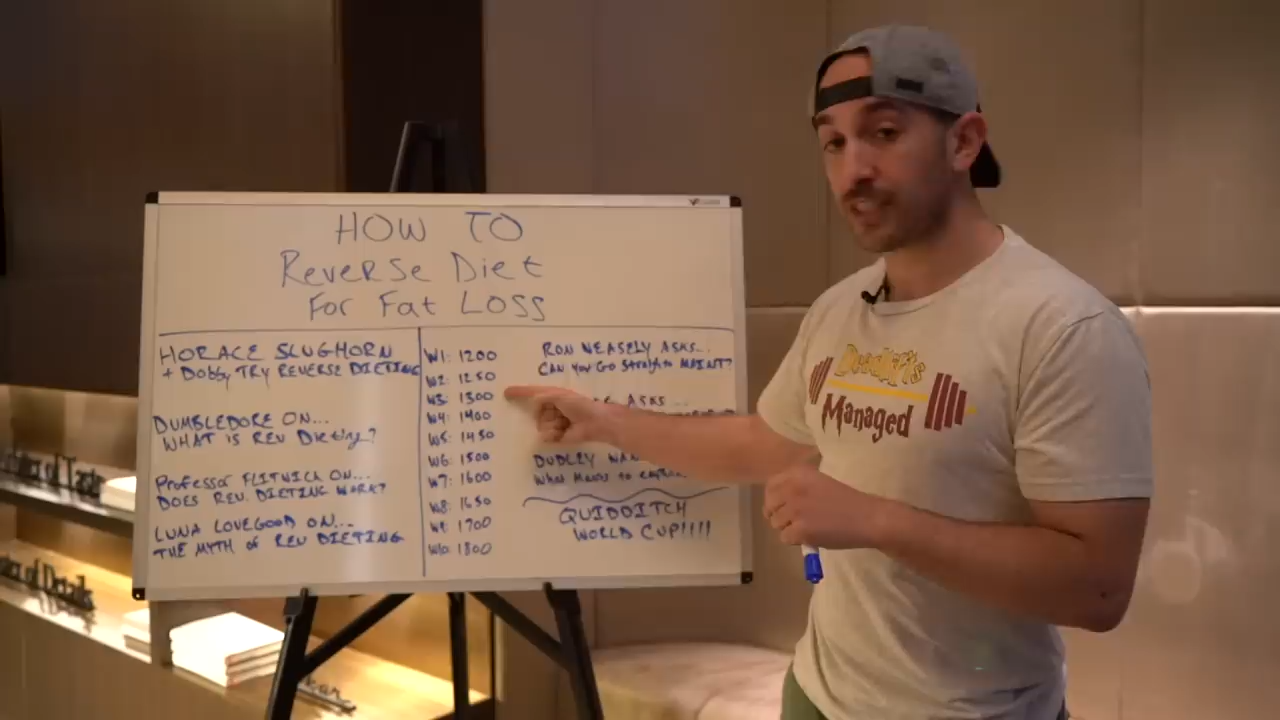 HOW TO
Reverse Diet
For Fat Loss
HORACE SLUGHORN
+ Dobby TRY REVERSE DIETING
DUMBLEDORE ON...
WHAT IS REV Dieting?
Professor FLITWICK ON...
DOES REV. DIETING WORK?
LUNA LOVEGOOD ON...
THE MYTH of REV DIETING
W1: 1200
W2: 1250
W3: 1300
W4: 1400
W5: 1450
W6: 1500
W7: 1600
W8: 1650
W9: 1700
W10: 1800
RON WEASELY ASKS...
CAN YOU GO Straight to MAINT?
ASKS...
DUDLEY
What Means to
QUIDDITCH
WORLD CUP!!!!
Managed